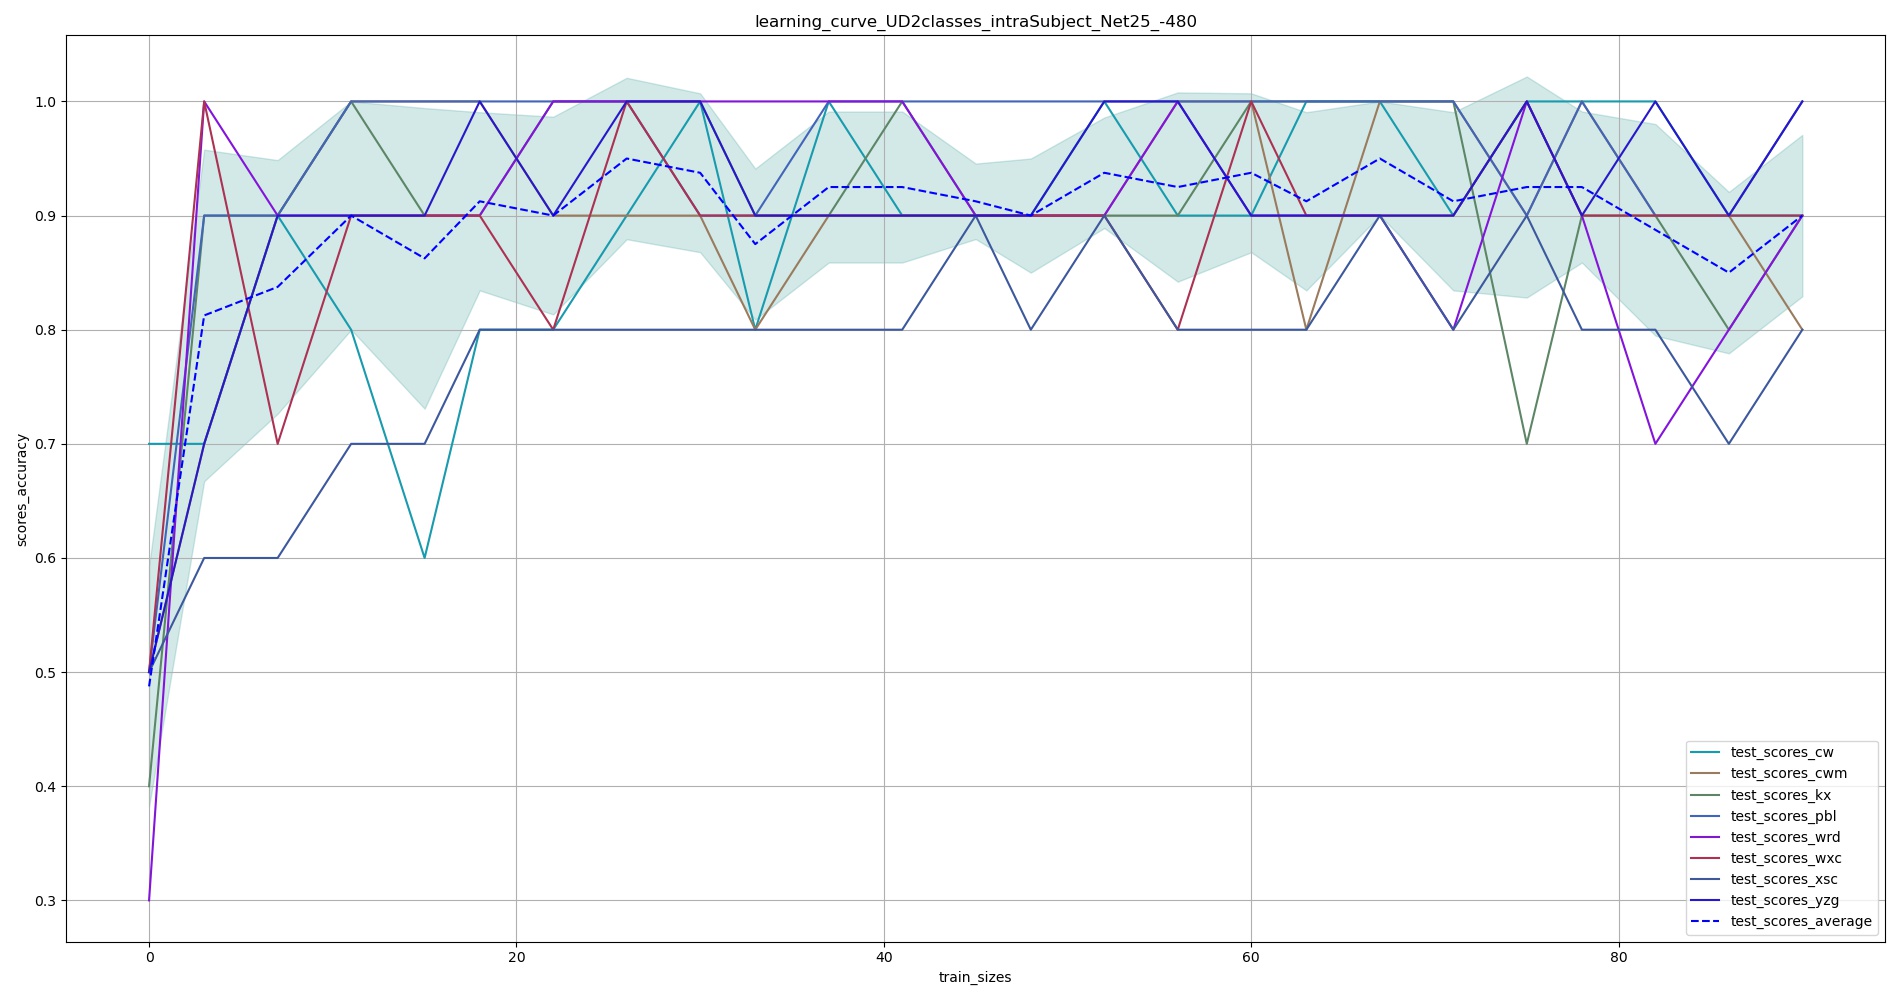 learning_curve_UD2classes_intraSubject_Net25_-480
scores_accuracy
1.0
0.9
0.8
0.7
0.6
0.5
0.4
0.3
0
20
40
60
80
train_sizes
test_scores_cw
test_scores_cwm
test_scores_kx
test_scores_pbl
test_scores_wrd
test_scores_wxc
test_scores_xsc
test_scores_yzg
test_scores_average